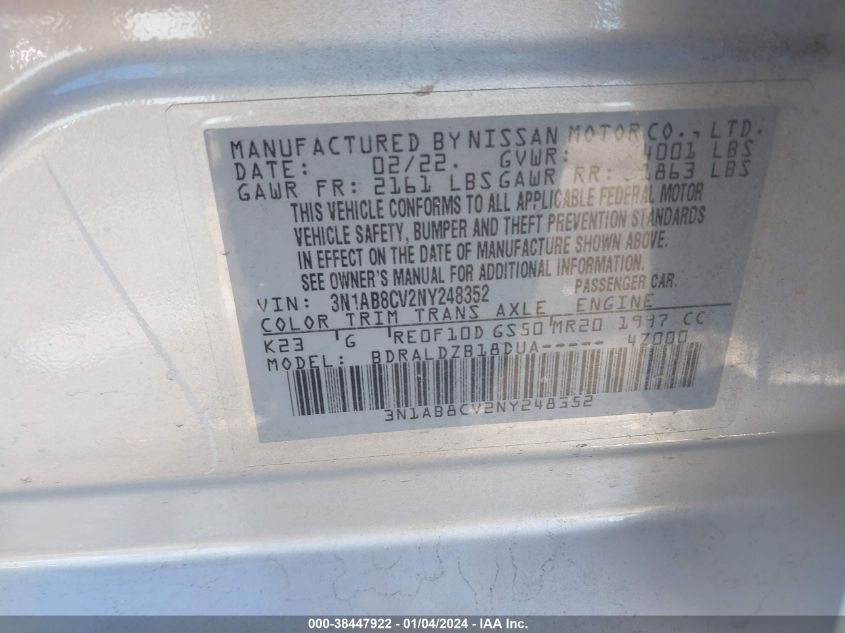 MANUFACTURED BY NISSAN MOTOR CO., LTD.
DATE: 02/22. GVWR: 4001 LBS
GAWR FR: 2161 LBS GAWR RR: 1863 LBS
THIS VEHICLE CONFORMS TO ALL APPLICABLE FEDERAL MOTOR
VEHICLE SAFETY, BUMPER AND THEFT PREVENTION STANDARDS
IN EFFECT ON THE DATE OF MANUFACTURE SHOWN ABOVE.
SEE OWNER'S MANUAL FOR ADDITIONAL INFORMATION.
VIN: 3N1AB8CV2NY248352 PASSENGER CAR.
COLOR TRIM TRANS AXLE ENGINE
K23 G RE0F10D GS50 MR20 1997 CC
MODEL: BDRALDZB18DUA----- 4Z000
3N1AB8CV2NY248352
000-38447922 - 01/04/2024 - IAA Inc.